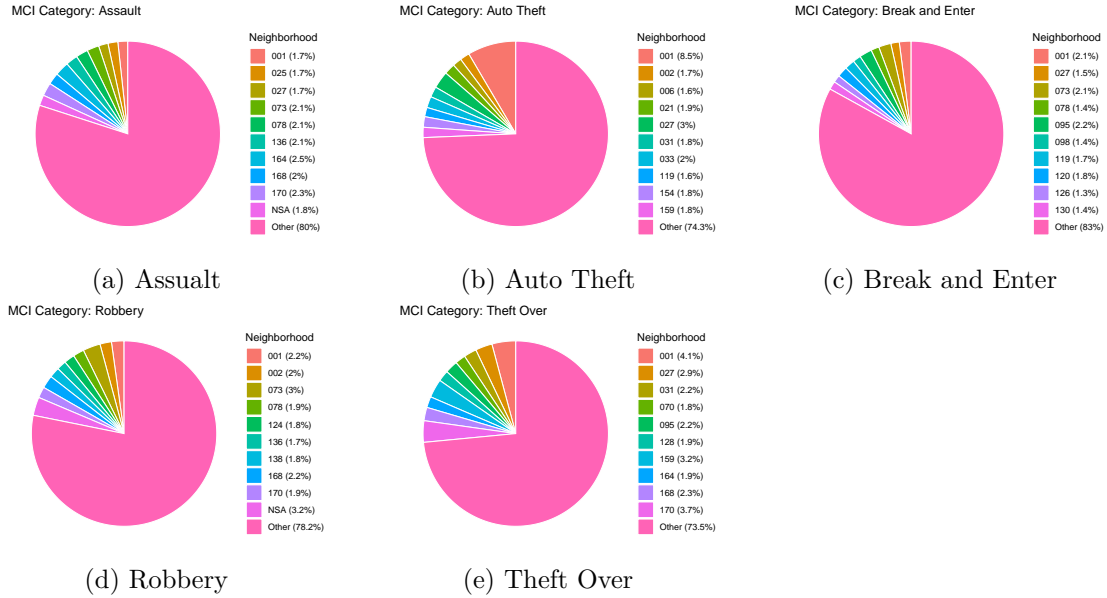 MCI Category: Assault
Neighborhood
001 (1.7%)
025 (1.7%)
027 (1.7%)
073 (2.1%)
078 (2.1%)
136 (2.1%)
164 (2.5%)
168 (2%)
170 (2.3%)
NSA (1.8%)
Other (80%)
(a) Assualt
MCI Category: Auto Theft
Neighborhood
001 (8.5%)
002 (1.7%)
006 (1.6%)
021 (1.9%)
027 (3%)
031 (1.8%)
033 (2%)
119 (1.6%)
154 (1.8%)
159 (1.8%)
Other (74.3%)
(b) Auto Theft
MCI Category: Break and Enter
Neighborhood
001 (2.1%)
027 (1.5%)
073 (2.1%)
078 (1.4%)
095 (2.2%)
098 (1.4%)
119 (1.7%)
120 (1.8%)
126 (1.3%)
130 (1.4%)
Other (83%)
(c) Break and Enter
MCI Category: Robbery
Neighborhood
001 (2.2%)
002 (2%)
073 (3%)
078 (1.9%)
124 (1.8%)
136 (1.7%)
138 (1.8%)
168 (2.2%)
170 (1.9%)
NSA (3.2%)
Other (78.2%)
(d) Robbery
MCI Category: Theft Over
Neighborhood
001 (4.1%)
027 (2.9%)
031 (2.2%)
070 (1.8%)
095 (2.2%)
128 (1.9%)
159 (3.2%)
164 (1.9%)
168 (2.3%)
170 (3.7%)
Other (73.5%)
(e) Theft Over